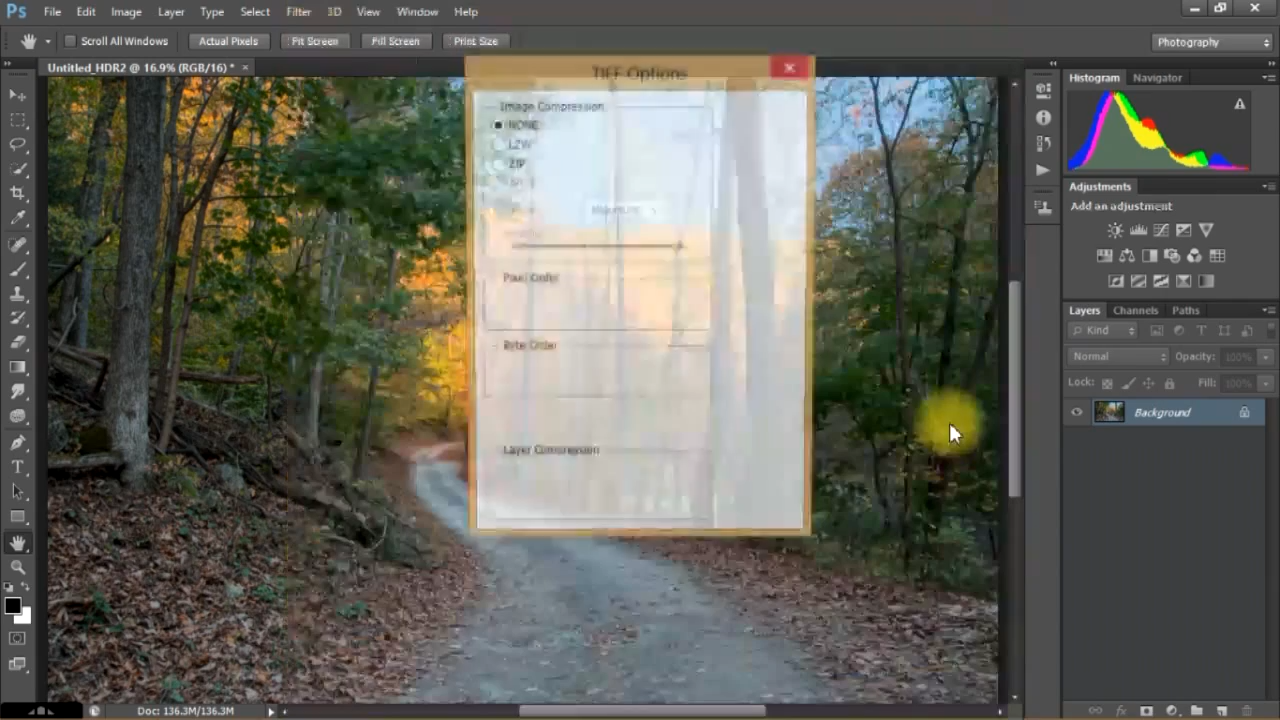 Ps File Edit Image Layer Type Select Filter 3D View Window Help
Scroll All Windows Actual Pixels Fit Screen Fill Screen Print Size Photography
Untitled_HDR2 @ 16.9% (RGB/16) * ×
TIFF Options
Image Compression
NONE
LZW
ZIP
Pixel Order
Byte Order
Layer Compression
Histogram Navigator
Adjustments
Add an adjustment
Layers Channels Paths
Kind
Normal Opacity: 100%
Lock: Fill: 100%
Background
Doc: 136.3M/136.3M